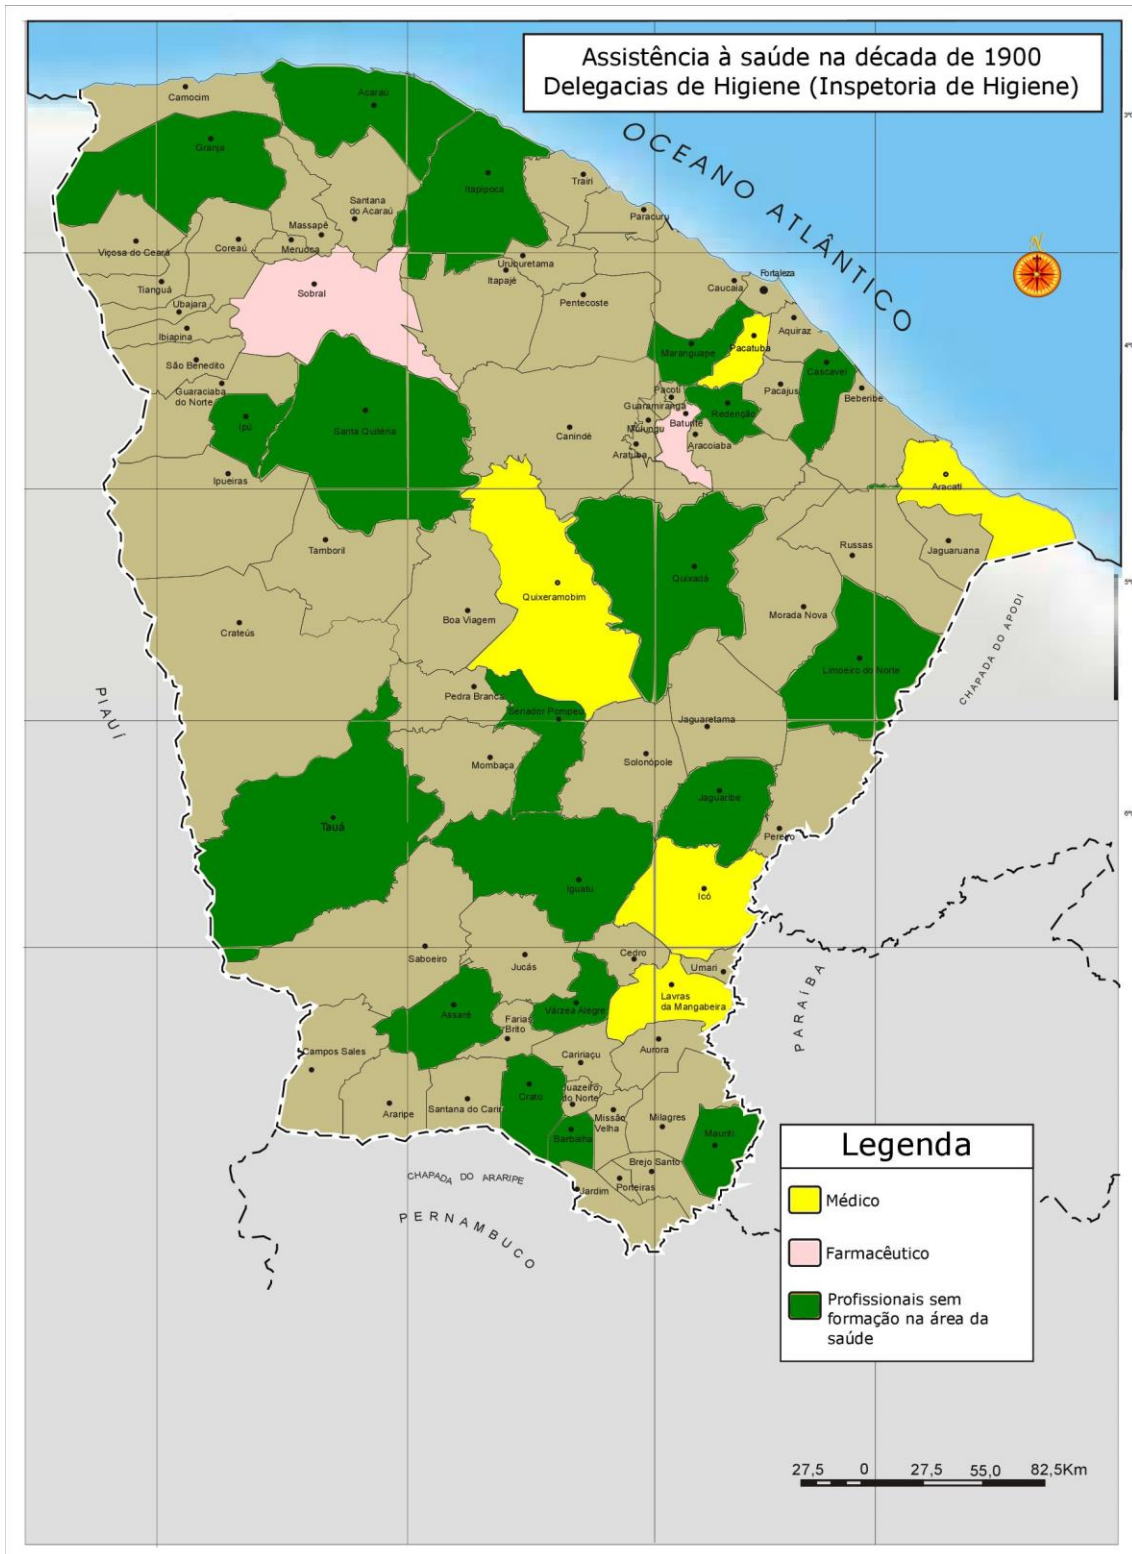 Assistência à saúde na década de 1900
Delegacias de Higiene (Inspetoria de Higiene)
OCEANO ATLÂNTICO
N
Camocim
Acaraú
Granja
Itapipoca
Trairi
Santana
do Acaraú
Paracuru
Massapê
Meruoca
Coreaú
Viçosa do Ceará
Uruburetama
Itapajé
Fortaleza
Caucaia
Tianguá
Sobral
Pentecoste
Ubajara
Aquiraz
Ibiapina
Pacatuba
Maranguape
São Benedito
Cascavel
Guaraciaba
do Norte
Pacajus
Beberibe
Pacoti
Guaramiranga
Redenção
Ipú
Santa Quitéria
Baturité
Mulungu
Canindé
Aracoiaba
Aratuba
Ipueiras
Aracati
Tamboril
Russas
Jaguaruana
Quixadá
Quixeramobim
Boa Viagem
Morada Nova
Crateús
CHAPADA DO APODI
Limoeiro do Norte
PIAUÍ
Pedra Branca
Senador Pompeu
Jaguaretama
Mombaça
Solonópole
Jaguaribe
Tauá
Pereiro
Iguatu
Icó
Saboeiro
Jucás
Cedro
Umari
PARAÍBA
Lavras
da Mangabeira
Assaré
Várzea Alegre
Farias
Brito
Aurora
Campos Sales
Caririaçu
Crato
Juazeiro
do Norte
Araripe
Santana do Cariri
Missão
Velha
Milagres
Barbalha
Mauriti
Brejo Santo
Porteiras
Jardim
CHAPADA DO ARARIPE
PERNAMBUCO
Legenda
Médico
Farmacêutico
Profissionais sem
formação na área da
saúde
27,5 0 27,5 55,0 82,5Km